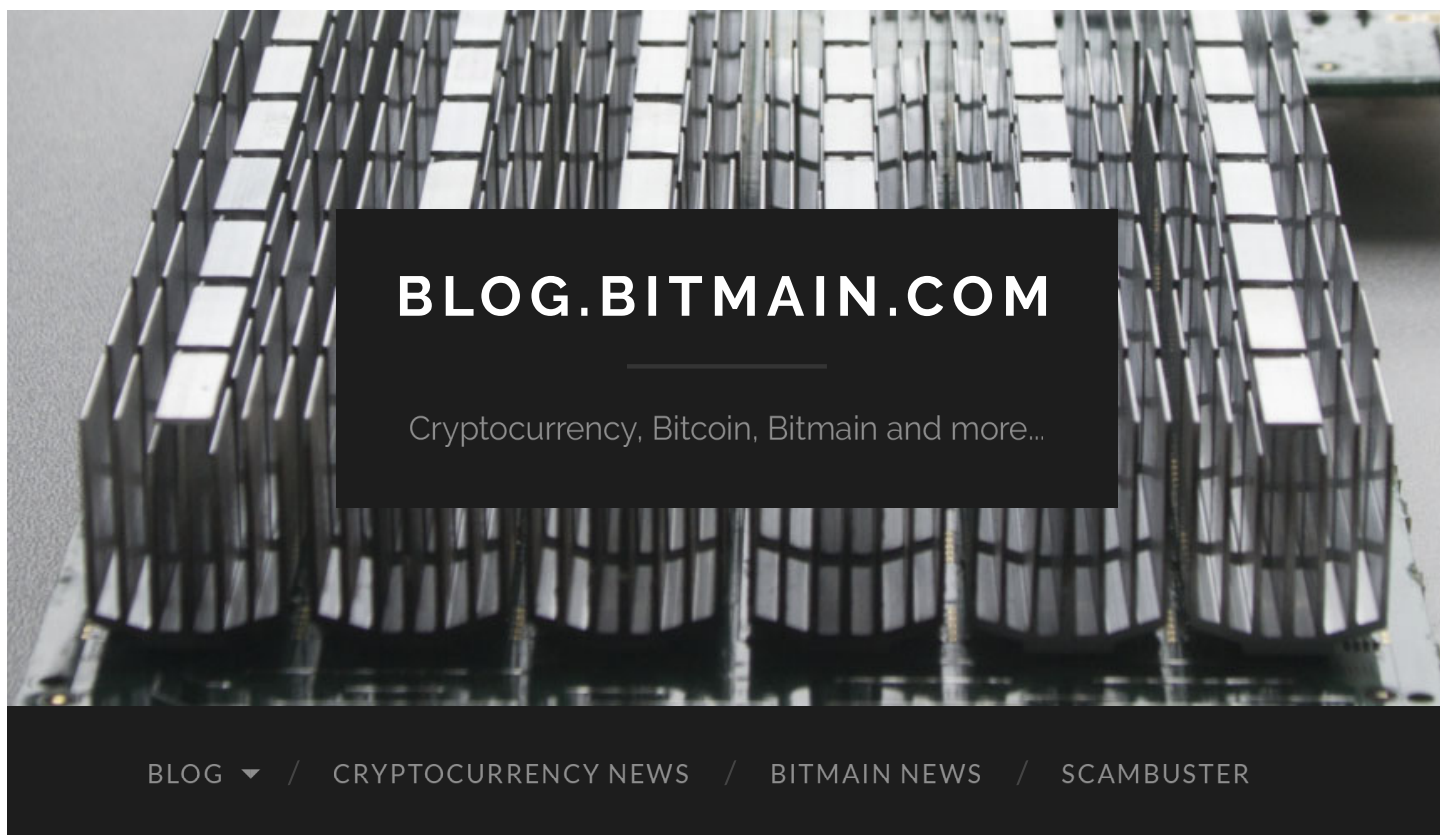 BLOG.BITMAIN.COM
Cryptocurrency, Bitcoin, Bitmain and more...
BLOG / CRYPTOCURRENCY NEWS / BITMAIN NEWS / SCAMBUSTER